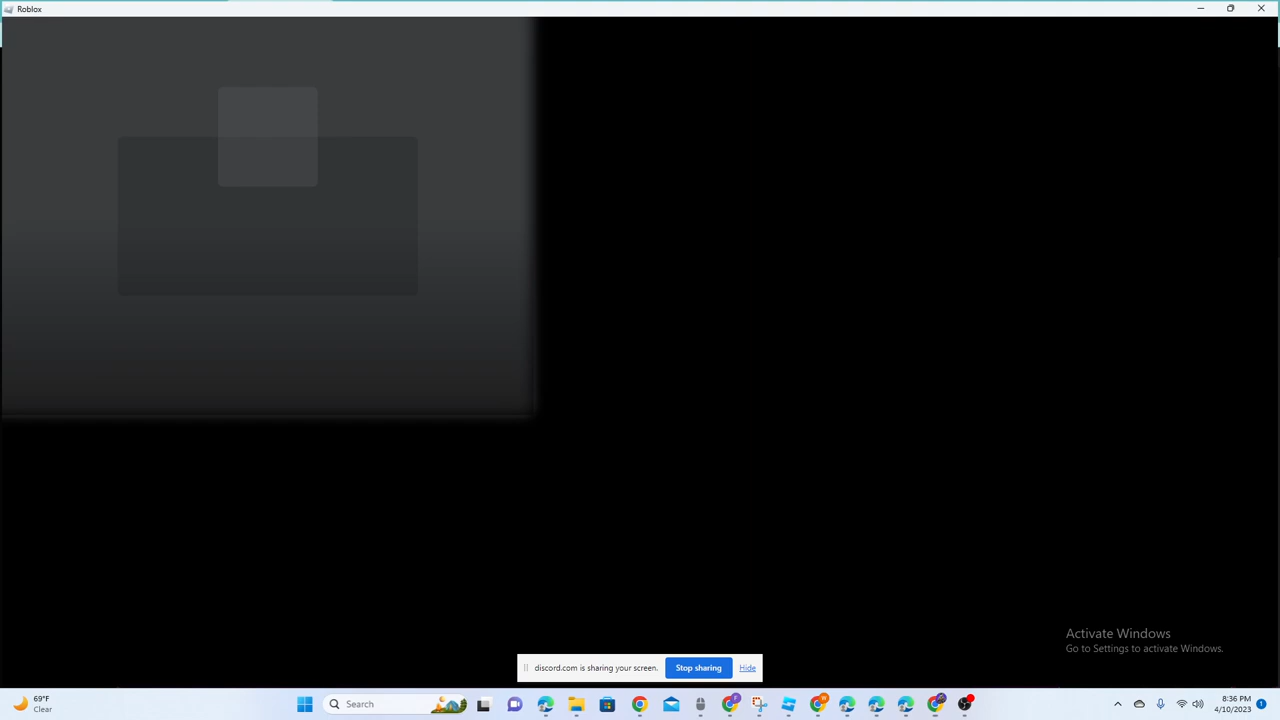 Roblox
Activate Windows
Go to Settings to activate Windows.
discord.com is sharing your screen.
Stop sharing
Hide
69°F
Clear
Search
8:36 PM
4/10/2023